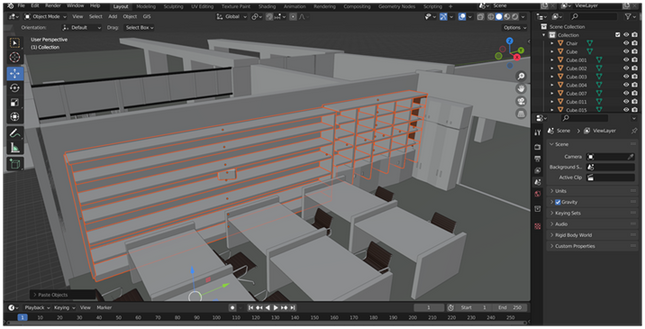 File Edit Render Window Help Layout Modeling Sculpting UV Editing Texture Paint Shading Animation Rendering Compositing Geometry Nodes Scripting Scene ViewLayer
Object Mode View Select Add Object GIS Global
Orientation: Default Drag: Select Box Options
User Perspective
(1) Collection
Scene Collection
Collection
Chair
Cube
Cube.001
Cube.002
Cube.003
Cube.004
Cube.007
Cube.011
Cube.015
Scene ViewLayer
Scene
Camera
Background S...
Active Clip
Units
Gravity
Keying Sets
Audio
Rigid Body World
Custom Properties
Paste Objects
Playback Keying View Marker 1 Start 1 End 250
1 10 20 30 40 50 60 70 80 90 100 110 120 130 140 150 160 170 180 190 200 210 220 230 240 250